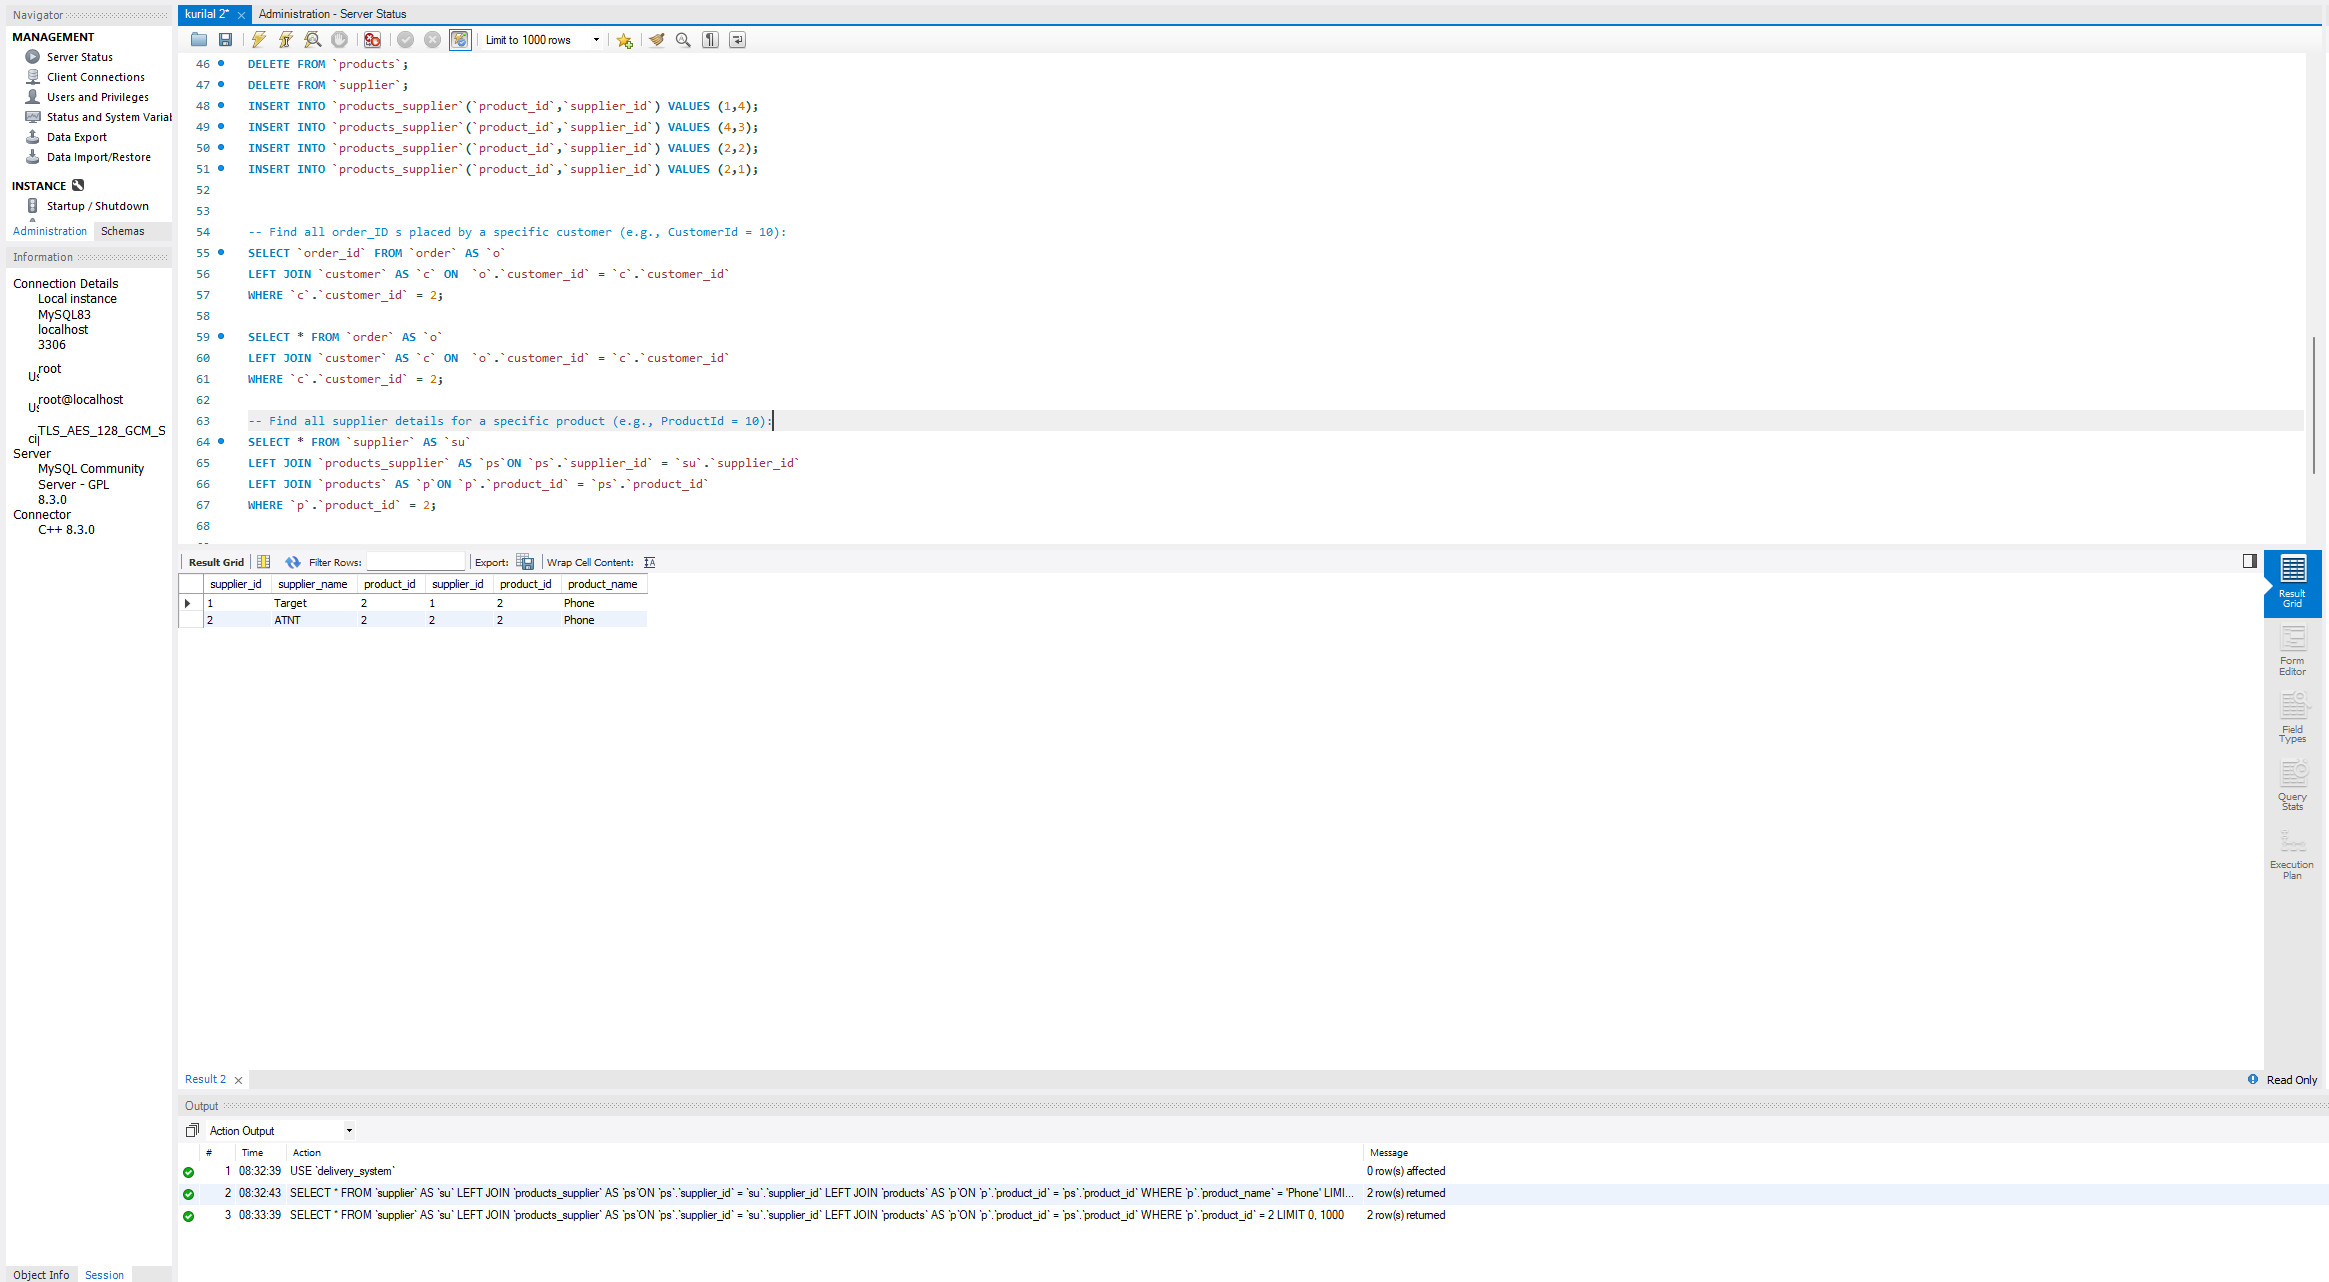 Navigator
MANAGEMENT
Server Status
Client Connections
Users and Privileges
Status and System Variab
Data Export
Data Import/Restore
INSTANCE
Startup / Shutdown
Administration Schemas
Information
Connection Details
Local instance
MySQL83
localhost
3306
root
Us
root@localhost
Us
TLS_AES_128_GCM_S
cip
Server
MySQL Community
Server - GPL
8.3.0
Connector
C++ 8.3.0
Object Info Session
kurilal 2* Administration - Server Status
Limit to 1000 rows
46 DELETE FROM `products`;
47 DELETE FROM `supplier`;
48 INSERT INTO `products_supplier`(`product_id`,`supplier_id`) VALUES (1,4);
49 INSERT INTO `products_supplier`(`product_id`,`supplier_id`) VALUES (4,3);
50 INSERT INTO `products_supplier`(`product_id`,`supplier_id`) VALUES (2,2);
51 INSERT INTO `products_supplier`(`product_id`,`supplier_id`) VALUES (2,1);
52
53
54 -- Find all order_ID s placed by a specific customer (e.g., CustomerId = 10):
55 SELECT `order_id` FROM `order` AS `o`
56 LEFT JOIN `customer` AS `c` ON  `o`.`customer_id` = `c`.`customer_id`
57 WHERE `c`.`customer_id` = 2;
58
59 SELECT * FROM `order` AS `o`
60 LEFT JOIN `customer` AS `c` ON  `o`.`customer_id` = `c`.`customer_id`
61 WHERE `c`.`customer_id` = 2;
62
63 -- Find all supplier details for a specific product (e.g., ProductId = 10):
64 SELECT * FROM `supplier` AS `su`
65 LEFT JOIN `products_supplier` AS `ps`ON `ps`.`supplier_id` = `su`.`supplier_id`
66 LEFT JOIN `products` AS `p`ON `p`.`product_id` = `ps`.`product_id`
67 WHERE `p`.`product_id` = 2;
68
Result Grid Filter Rows: Export: Wrap Cell Content:
supplier_id supplier_name product_id supplier_id product_id product_name
1 Target 2 1 2 Phone
2 ATNT 2 2 2 Phone
Result
Grid
Form
Editor
Field
Types
Query
Stats
Execution
Plan
Result 2
Read Only
Output
Action Output
# Time Action Message
1 08:32:39 USE `delivery_system` 0 row(s) affected
2 08:32:43 SELECT * FROM `supplier` AS `su` LEFT JOIN `products_supplier` AS `ps`ON `ps`.`supplier_id` = `su`.`supplier_id` LEFT JOIN `products` AS `p`ON `p`.`product_id` = `ps`.`product_id` WHERE `p`.`product_name` = 'Phone' LIMI... 2 row(s) returned
3 08:33:39 SELECT * FROM `supplier` AS `su` LEFT JOIN `products_supplier` AS `ps`ON `ps`.`supplier_id` = `su`.`supplier_id` LEFT JOIN `products` AS `p`ON `p`.`product_id` = `ps`.`product_id` WHERE `p`.`product_id` = 2 LIMIT 0, 1000 2 row(s) returned